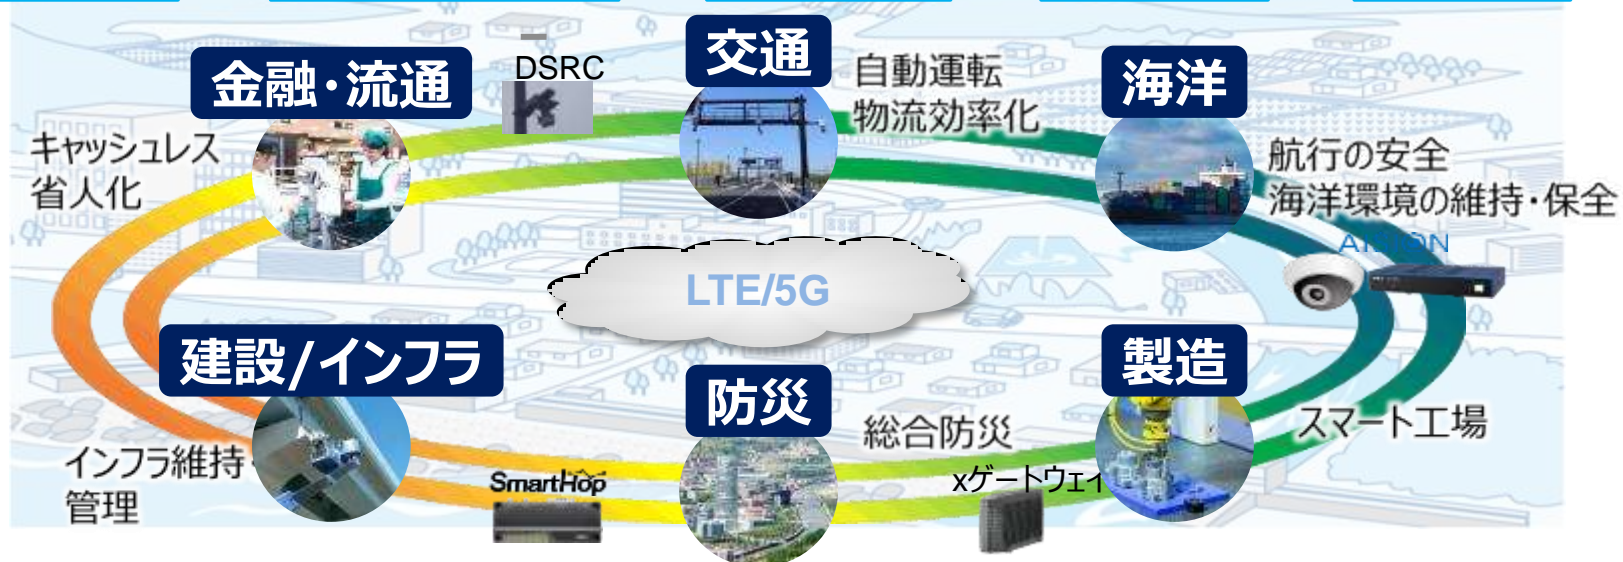 金融・流通
DSRC
交通
自動運転
物流効率化
海洋
キャッシュレス
省人化
航行の安全
海洋環境の維持・保全
AISION
LTE/5G
建設/インフラ
防災
製造
インフラ維持・
管理
SmartHop
総合防災
xゲートウェイ
スマート工場